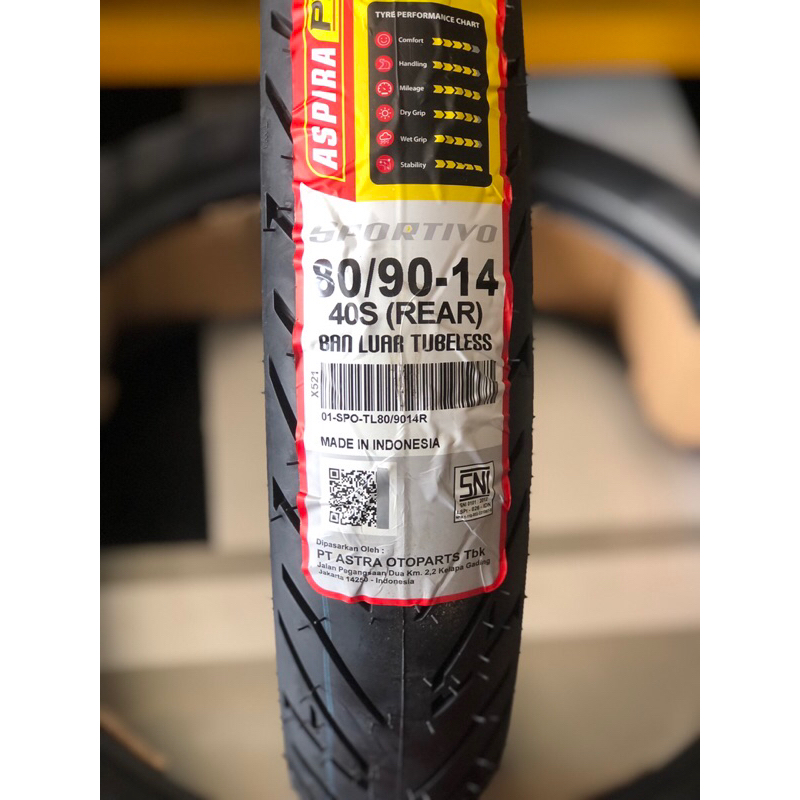 ASPIRA P
TYRE PERFORMANCE CHART
Comfort
Handling
Mileage
Dry Grip
Wet Grip
Stability
SPORTIVO
80/90-14
40S (REAR)
BAN LUAR TUBELESS
X521
01-SPO-TL80/9014R
MADE IN INDONESIA
SNI
Dipasarkan Oleh :
PT ASTRA OTOPARTS Tbk
Jalan Pegangsaan Dua Km. 2,2 Kelapa Gading
Jakarta 14250 - Indonesia